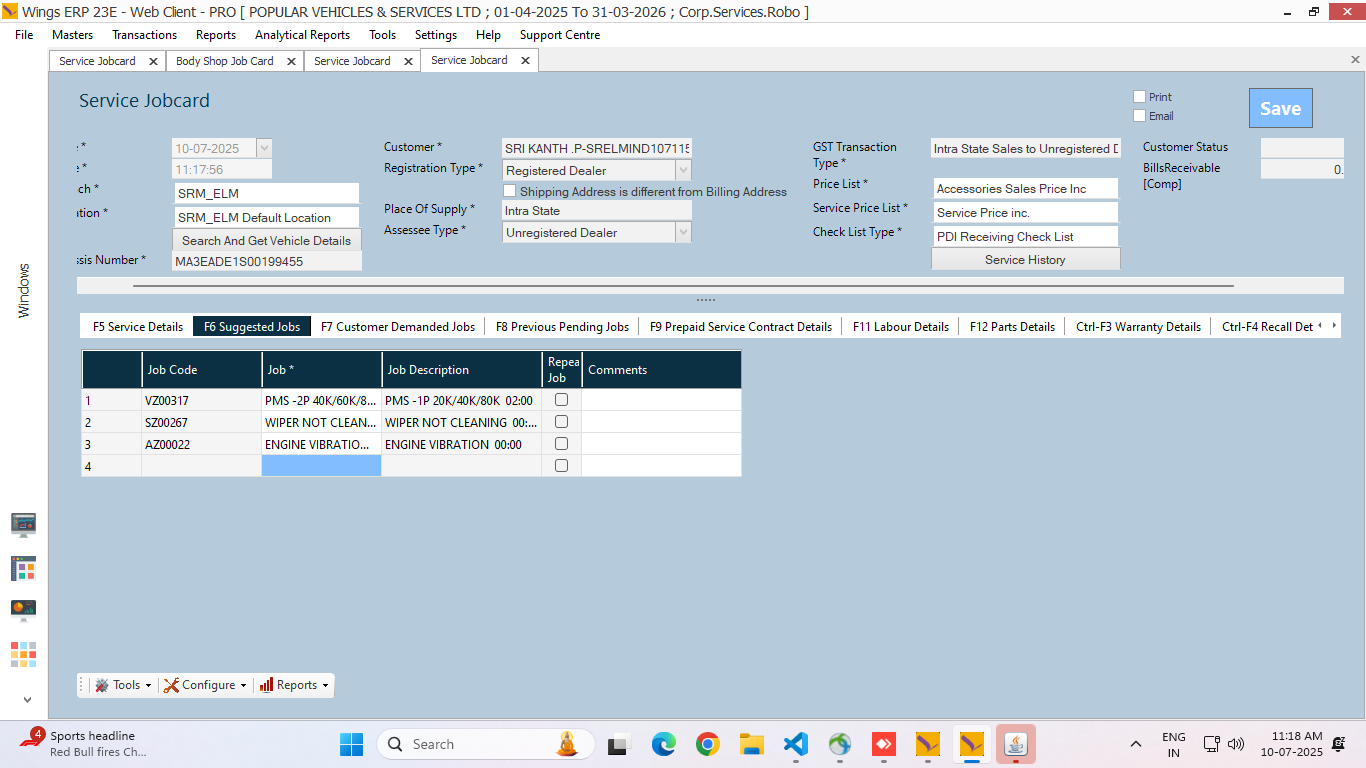 Wings ERP 23E - Web Client - PRO [ POPULAR VEHICLES & SERVICES LTD ; 01-04-2025 To 31-03-2026 ; Corp.Services.Robo ]
File Masters Transactions Reports Analytical Reports Tools Settings Help Support Centre
Service Jobcard Body Shop Job Card Service Jobcard Service Jobcard
Service Jobcard
Print
Email
Save
* 10-07-2025
* 11:17:56
ch * SRM_ELM
ation * SRM_ELM Default Location
Search And Get Vehicle Details
ssis Number * MA3EADE1S00199455
Customer * SRI KANTH .P-SRELMIND107115
Registration Type * Registered Dealer
Shipping Address is different from Billing Address
Place Of Supply * Intra State
Assessee Type * Unregistered Dealer
GST Transaction Type * Intra State Sales to Unregistered D
Price List * Accessories Sales Price Inc
Service Price List * Service Price inc.
Check List Type * PDI Receiving Check List
Service History
Customer Status
BillsReceivable [Comp] 0.
Windows
F5 Service Details F6 Suggested Jobs F7 Customer Demanded Jobs F8 Previous Pending Jobs F9 Prepaid Service Contract Details F11 Labour Details F12 Parts Details Ctrl-F3 Warranty Details Ctrl-F4 Recall Det
Job Code Job * Job Description Repea Job Comments
1 VZ00317 PMS -2P 40K/60K/8... PMS -1P 20K/40K/80K 02:00
2 SZ00267 WIPER NOT CLEAN... WIPER NOT CLEANING 00:...
3 AZ00022 ENGINE VIBRATIO... ENGINE VIBRATION 00:00
4
Tools Configure Reports
4
Sports headline
Red Bull fires Ch...
Search
ENG
IN
11:18 AM
10-07-2025